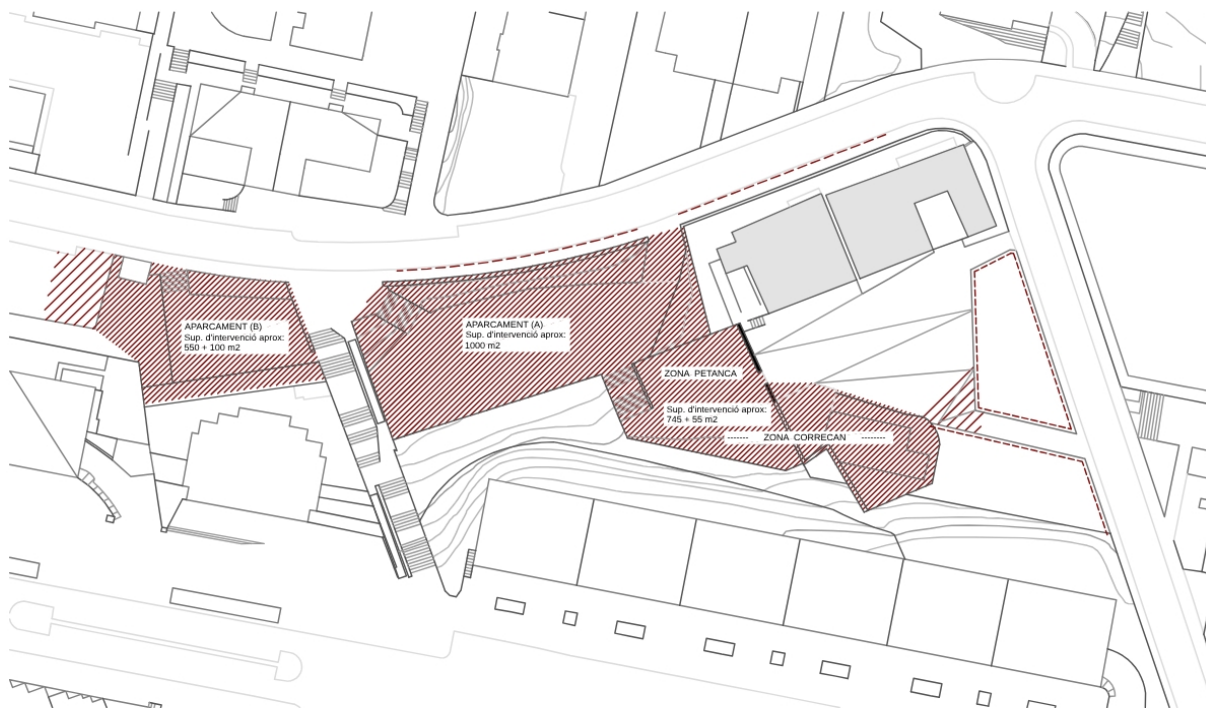 APARCAMENT (B)
Sup. d'intervenció aprox:
550 + 100 m2
APARCAMENT (A)
Sup. d'intervenció aprox:
1000 m2
ZONA PETANCA
Sup. d'intervenció aprox:
745 + 55 m2
ZONA CORRECAN